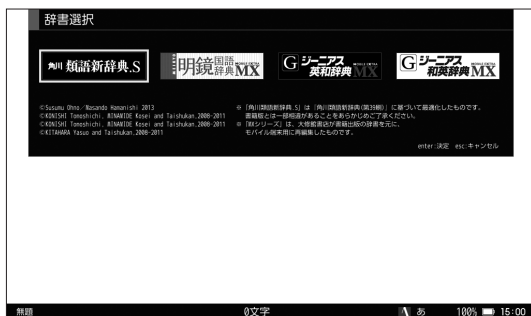 辞書選択
角川 類語新辞典.S
明鏡国語辞典MX
Gジーニアス英和辞典MX
Gジーニアス和英辞典MX
©Susumu Ohno／Masando Hamanishi 2013
©KONISHI Tomoshichi, MINAMIDE Kosei and Taishukan,2008-2011
©KONISHI Tomoshichi, MINAMIDE Kosei and Taishukan,2008-2011
©KITAHARA Yasuo and Taishukan,2008-2011
※「角川類語新辞典.S」は「角川類語新辞典(第39刷)」に基づいて最適化したものです。
書籍版とは一部相違があることをあらかじめご了承ください。
※「MXシリーズ」は、大修館書店が書籍出版の辞書を元に、
モバイル端末用に再編集したものです。
enter:決定 esc:キャンセル
無題 0文字 あ 100% 15:00